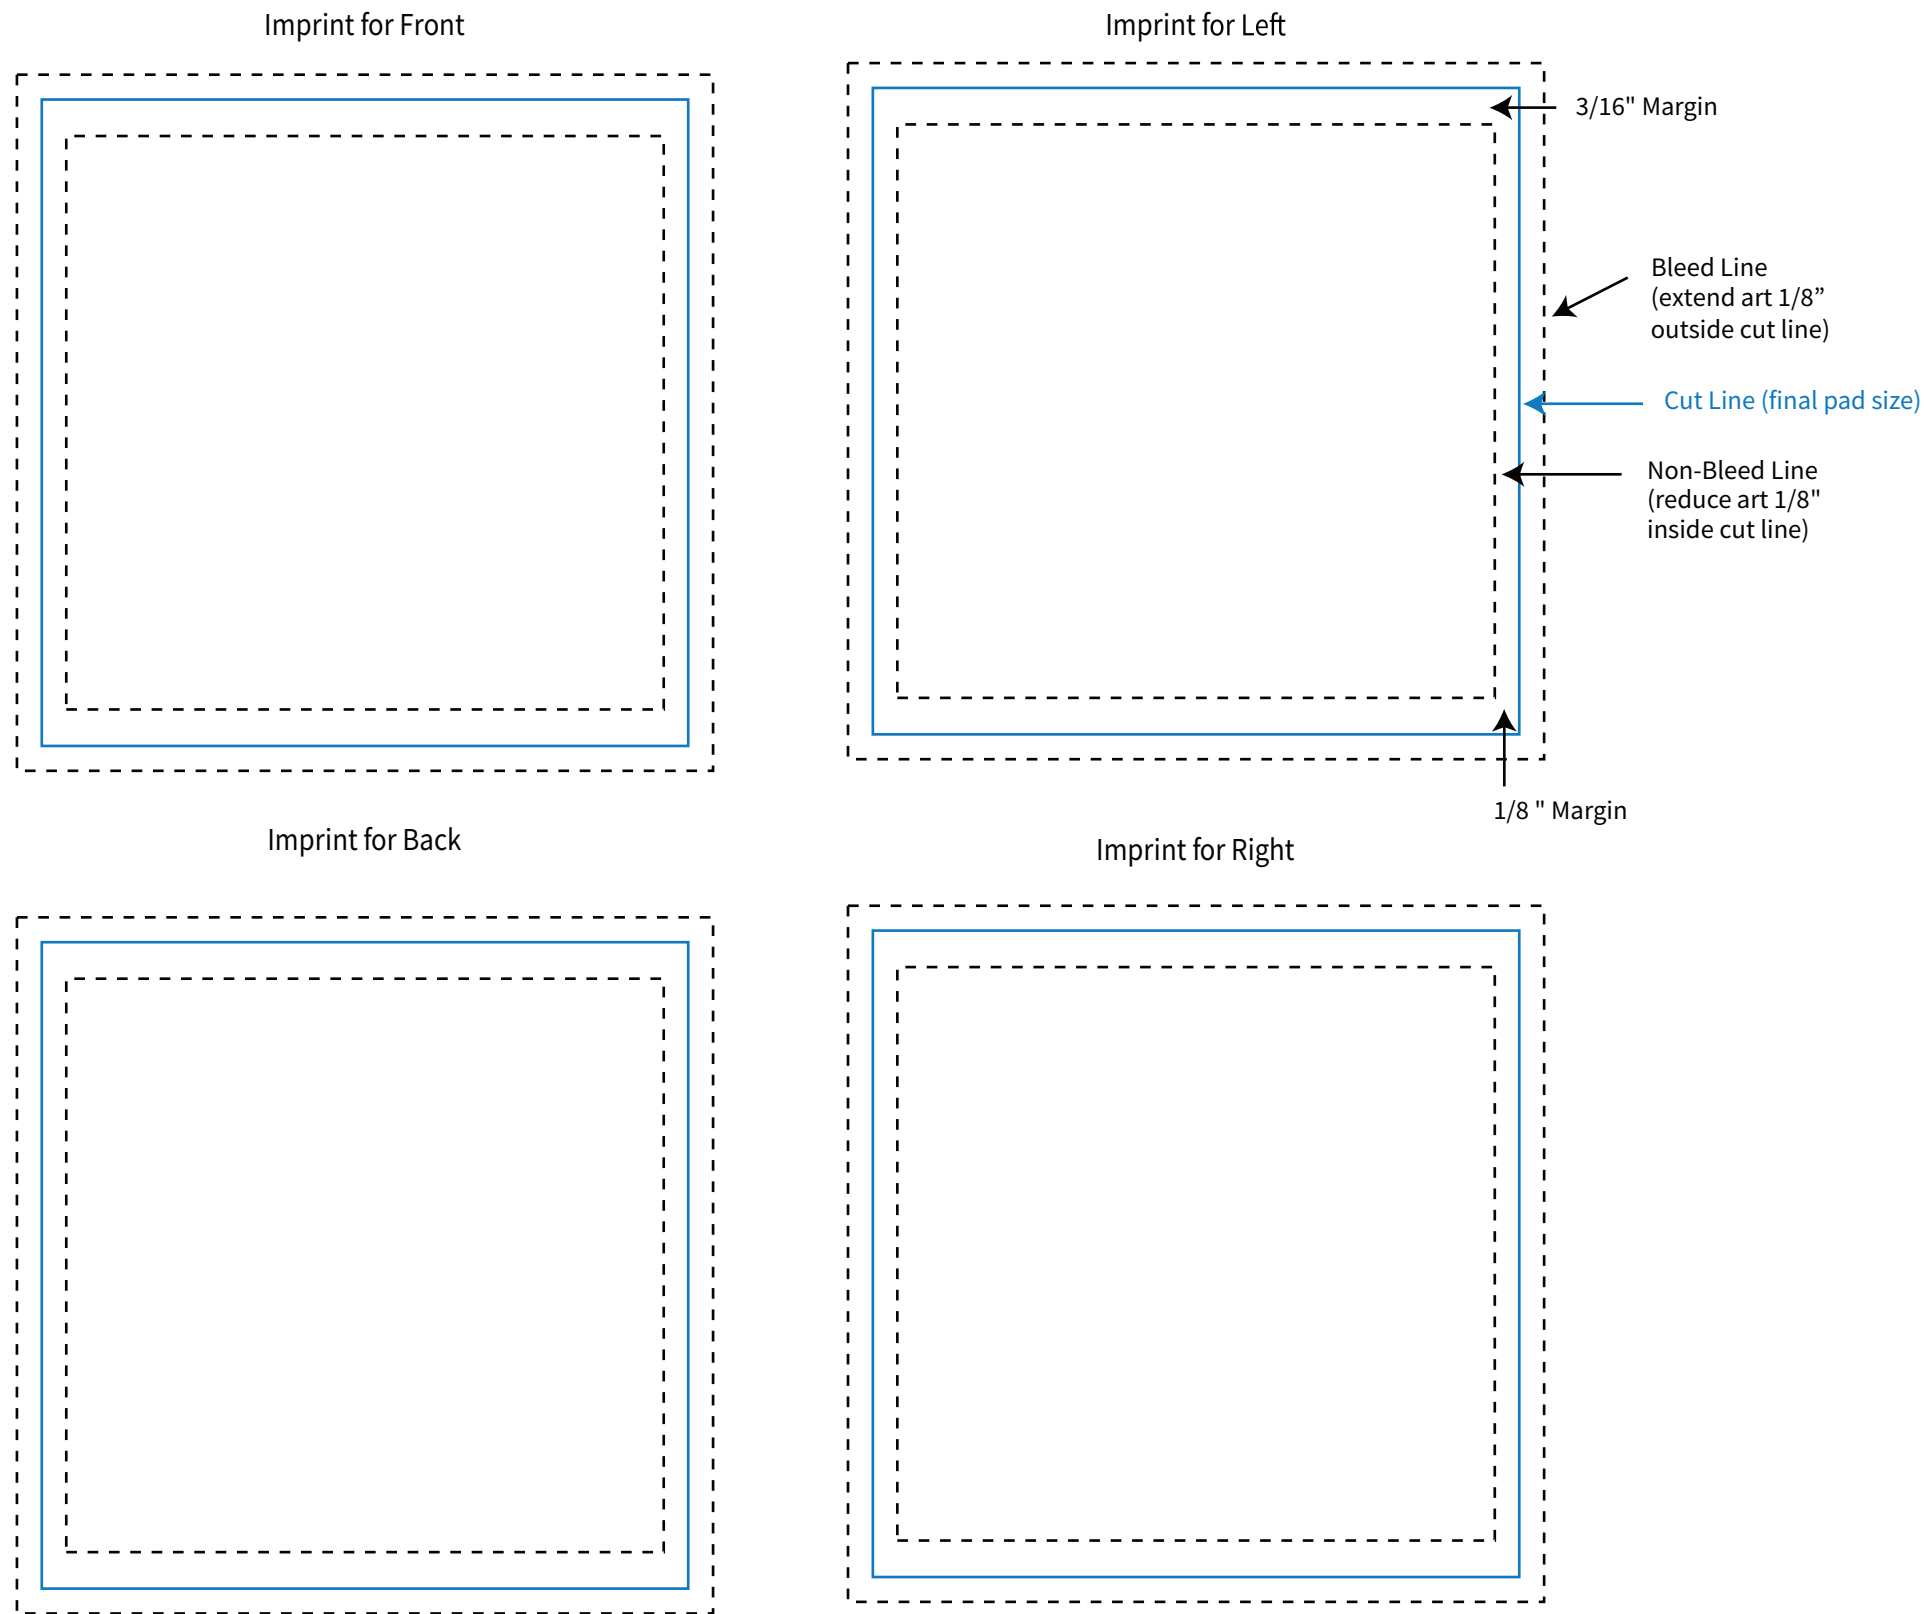 Imprint for Front
Imprint for Left
3/16" Margin
Bleed Line
(extend art 1/8”
outside cut line)
Cut Line (final pad size)
Non-Bleed Line
(reduce art 1/8"
inside cut line)
1/8 " Margin
Imprint for Back
Imprint for Right